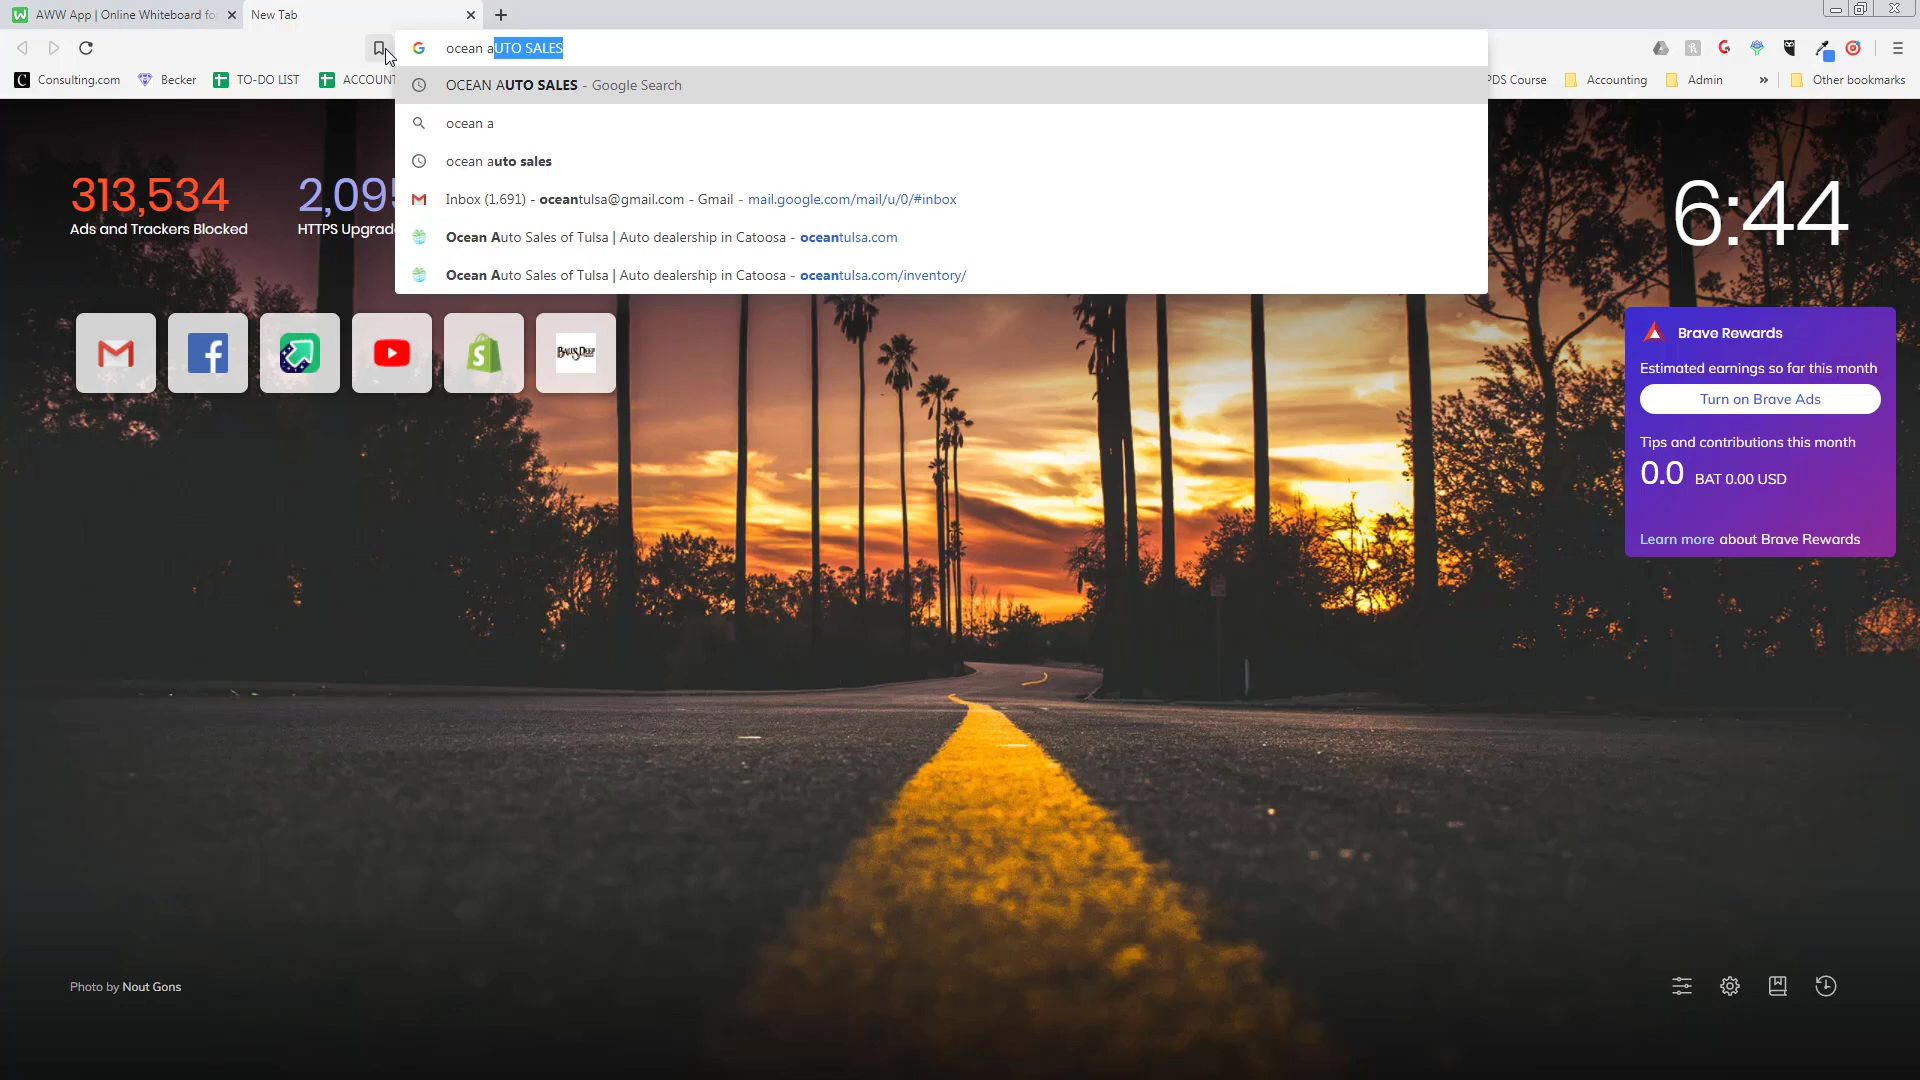 AWW App | Online Whiteboard fo
New Tab
ocean aUTO SALES
Consulting.com
Becker
TO-DO LIST
ACCOUNT
PDS Course
Accounting
Admin
»
Other bookmarks
OCEAN AUTO SALES - Google Search
ocean a
ocean auto sales
Inbox (1,691) - oceantulsa@gmail.com - Gmail - mail.google.com/mail/u/0/#inbox
Ocean Auto Sales of Tulsa | Auto dealership in Catoosa - oceantulsa.com
Ocean Auto Sales of Tulsa | Auto dealership in Catoosa - oceantulsa.com/inventory/
313,534
Ads and Trackers Blocked
2,095
HTTPS Upgrade
6:44
BALLS DEEP
Brave Rewards
Estimated earnings so far this month
Turn on Brave Ads
Tips and contributions this month
0.0 BAT 0.00 USD
Learn more about Brave Rewards
Photo by Nout Gons